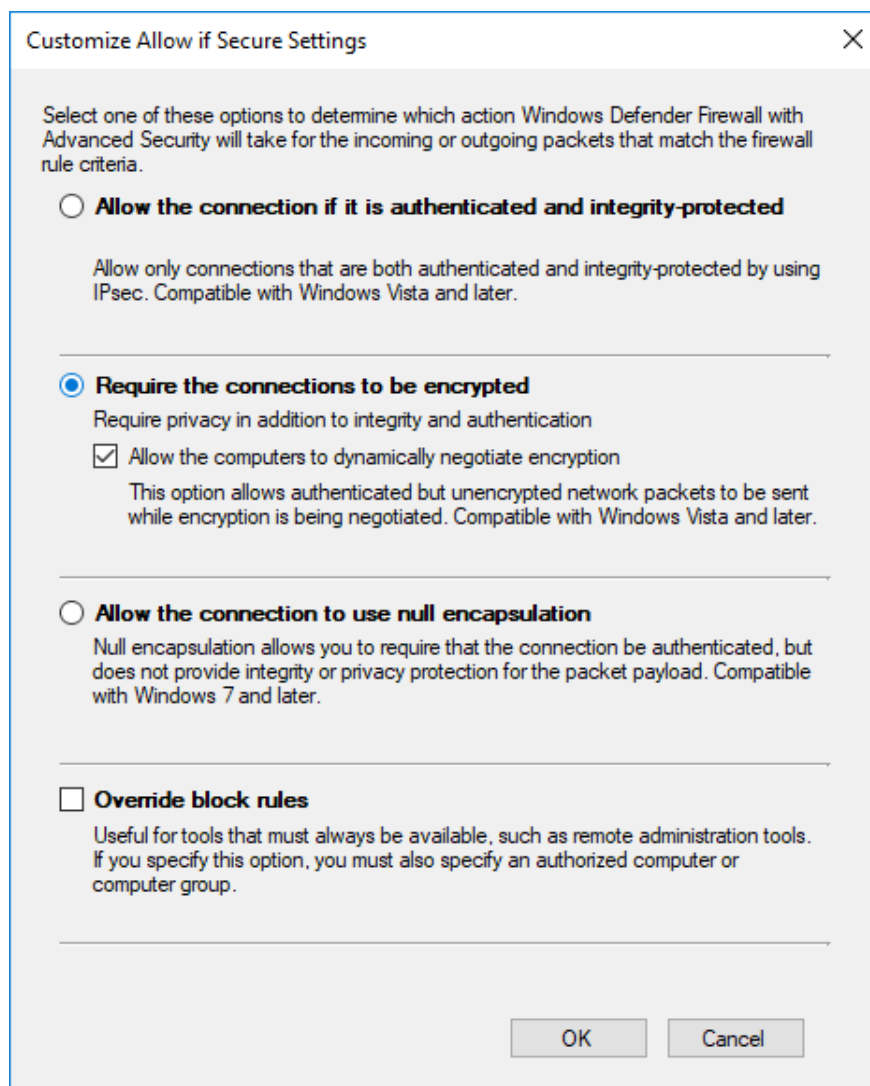 Customize Allow if Secure Settings
Select one of these options to determine which action Windows Defender Firewall with
Advanced Security will take for the incoming or outgoing packets that match the firewall
rule criteria.
Allow the connection if it is authenticated and integrity-protected
Allow only connections that are both authenticated and integrity-protected by using
IPsec. Compatible with Windows Vista and later.
Require the connections to be encrypted
Require privacy in addition to integrity and authentication
Allow the computers to dynamically negotiate encryption
This option allows authenticated but unencrypted network packets to be sent
while encryption is being negotiated. Compatible with Windows Vista and later.
Allow the connection to use null encapsulation
Null encapsulation allows you to require that the connection be authenticated, but
does not provide integrity or privacy protection for the packet payload. Compatible
with Windows 7 and later.
Override block rules
Useful for tools that must always be available, such as remote administration tools.
If you specify this option, you must also specify an authorized computer or
computer group.
OK
Cancel